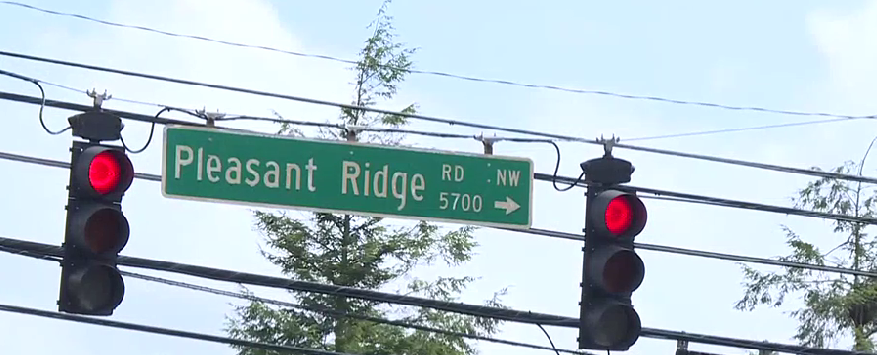 Pleasant Ridge RD NW
5700 →